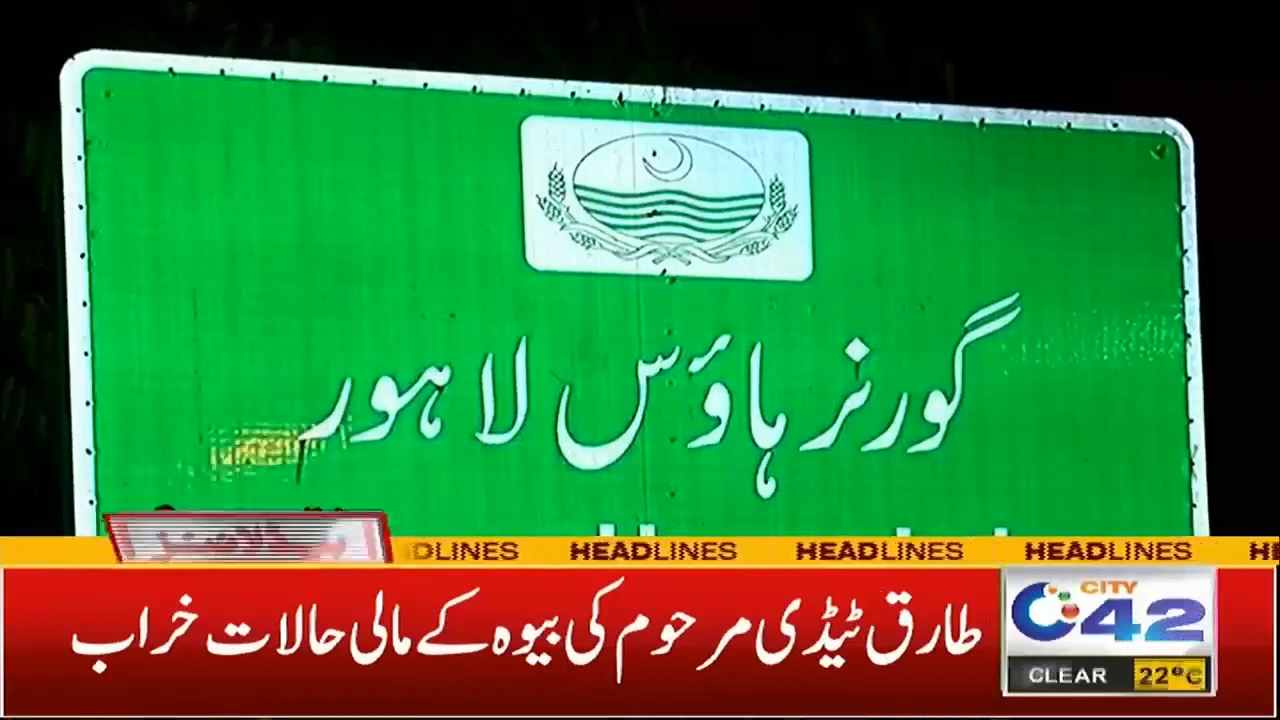 گورنر ہاؤس لاہور
HEADLINES HEADLINES HEADLINES
طارق ٹیڈی مرحوم کی بیوہ کے مالی حالات خراب
CITY
42
CLEAR 22°C